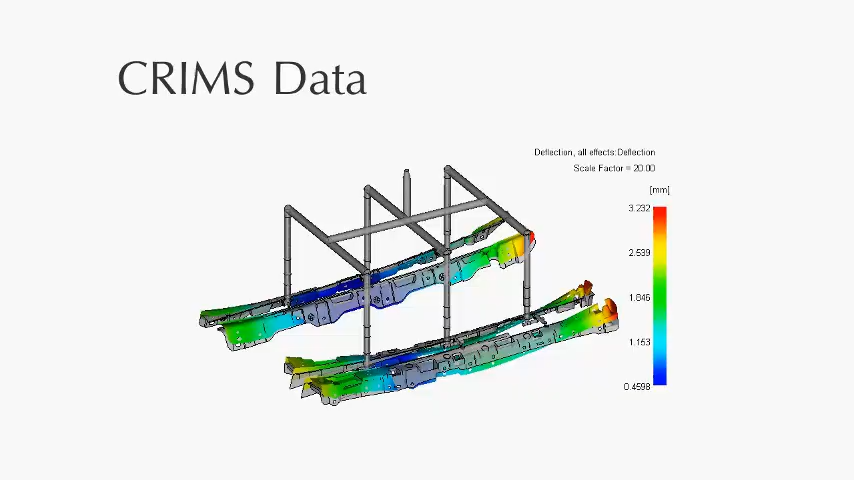 CRIMS Data
Deflection, all effects:Deflection
Scale Factor = 20.00
[mm]
3.232
2.539
1.846
1.153
0.4598